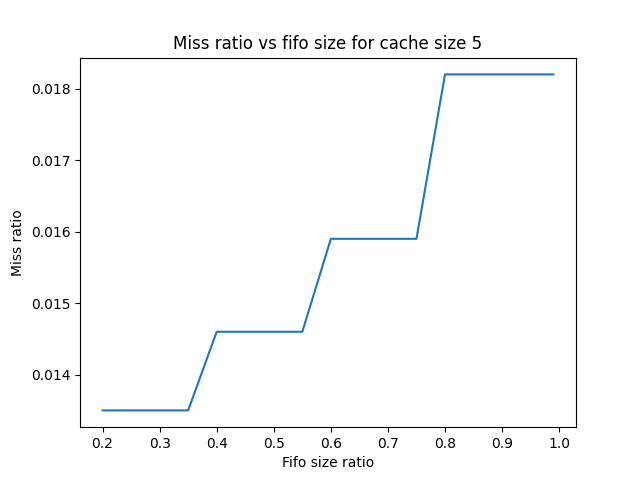 Miss ratio vs fifo size for cache size 5
0.018
0.017
0.016
0.015
0.014
Miss ratio
0.2 0.3 0.4 0.5 0.6 0.7 0.8 0.9 1.0
Fifo size ratio